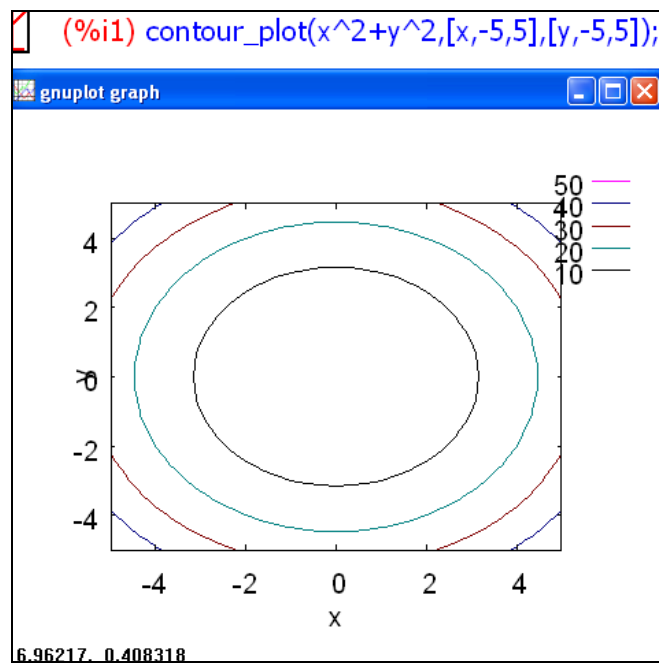 (%i1) contour_plot(x^2+y^2,[x,-5,5],[y,-5,5]);
gnuplot graph
50
40
30
20
10
4
2
0
-2
-4
y
-4 -2 0 2 4
x
6.96217, 0.408318